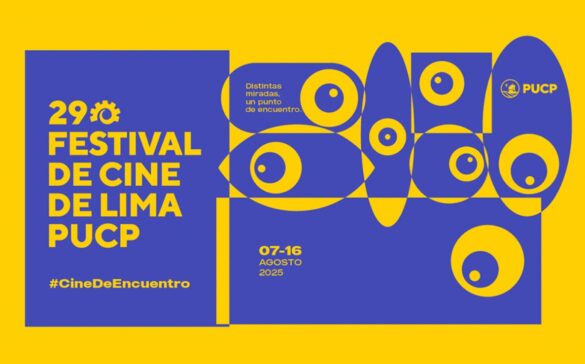 29
FESTIVAL
DE CINE
DE LIMA
PUCP
#CineDeEncuentro
Distintas
miradas,
un punto
de encuentro.
PUCP
07-16
AGOSTO
2025